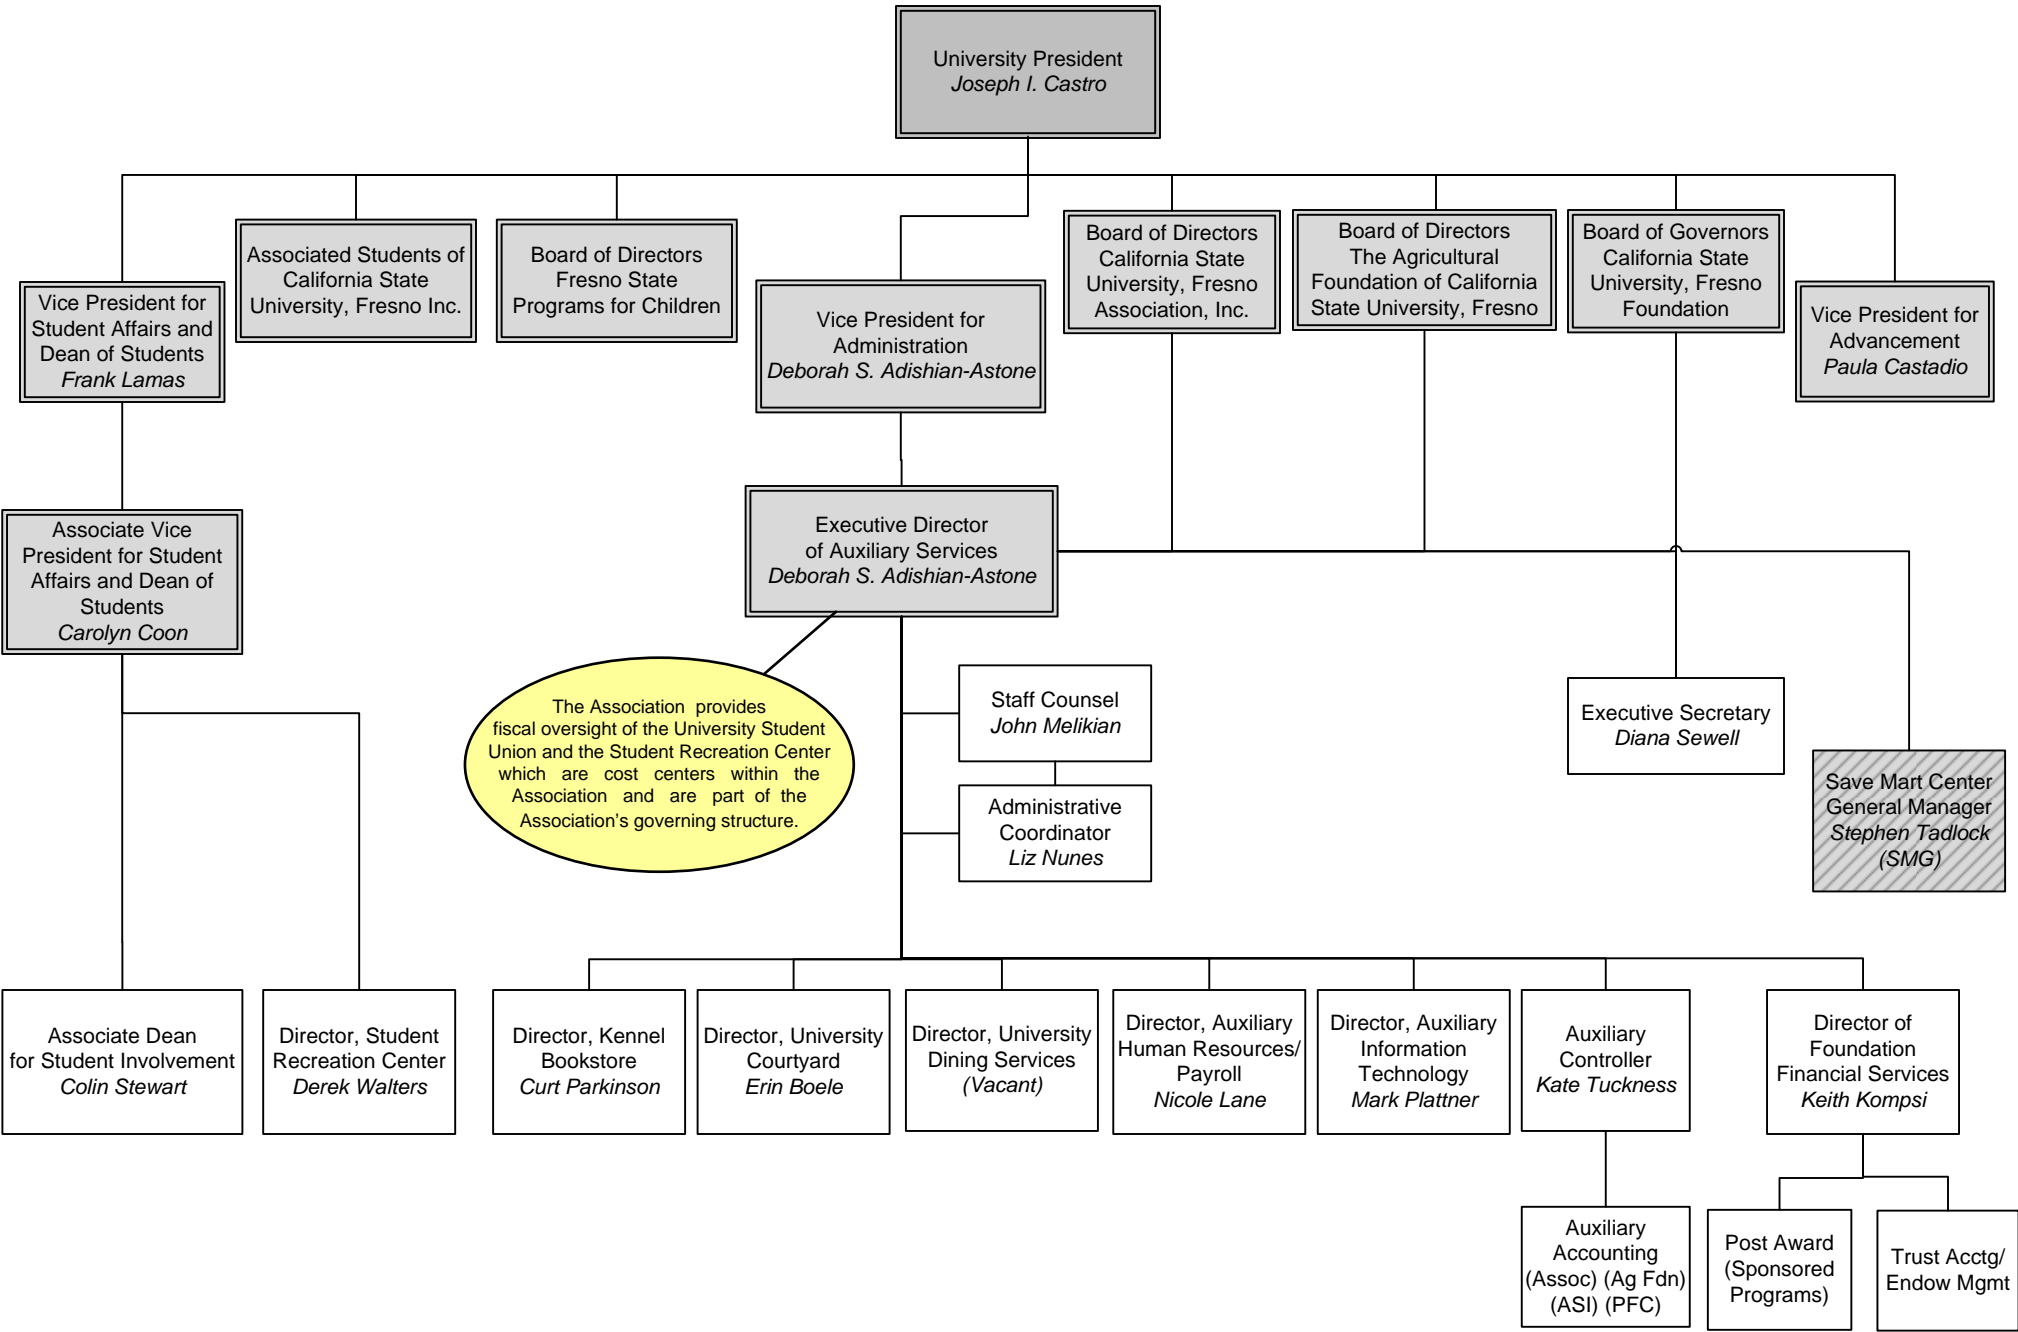 University President
Joseph I. Castro
Vice President for
Student Affairs and
Dean of Students
Frank Lamas
Associated Students of
California State
University, Fresno Inc.
Board of Directors
Fresno State
Programs for Children
Vice President for
Administration
Deborah S. Adishian-Astone
Board of Directors
California State
University, Fresno
Association, Inc.
Board of Directors
The Agricultural
Foundation of California
State University, Fresno
Board of Governors
California State
University, Fresno
Foundation
Vice President for
Advancement
Paula Castadio
Associate Vice
President for Student
Affairs and Dean of
Students
Carolyn Coon
Executive Director
of Auxiliary Services
Deborah S. Adishian-Astone
The Association provides
fiscal oversight of the University Student
Union and the Student Recreation Center
which are cost centers within the
Association and are part of the
Association's governing structure.
Staff Counsel
John Melikian
Administrative
Coordinator
Liz Nunes
Executive Secretary
Diana Sewell
Save Mart Center
General Manager
Stephen Tadlock
(SMG)
Associate Dean
for Student Involvement
Colin Stewart
Director, Student
Recreation Center
Derek Walters
Director, Kennel
Bookstore
Curt Parkinson
Director, University
Courtyard
Erin Boele
Director, University
Dining Services
(Vacant)
Director, Auxiliary
Human Resources/
Payroll
Nicole Lane
Director, Auxiliary
Information
Technology
Mark Plattner
Auxiliary
Controller
Kate Tuckness
Director of
Foundation
Financial Services
Keith Kompsi
Auxiliary
Accounting
(Assoc) (Ag Fdn)
(ASI) (PFC)
Post Award
(Sponsored
Programs)
Trust Acctg/
Endow Mgmt